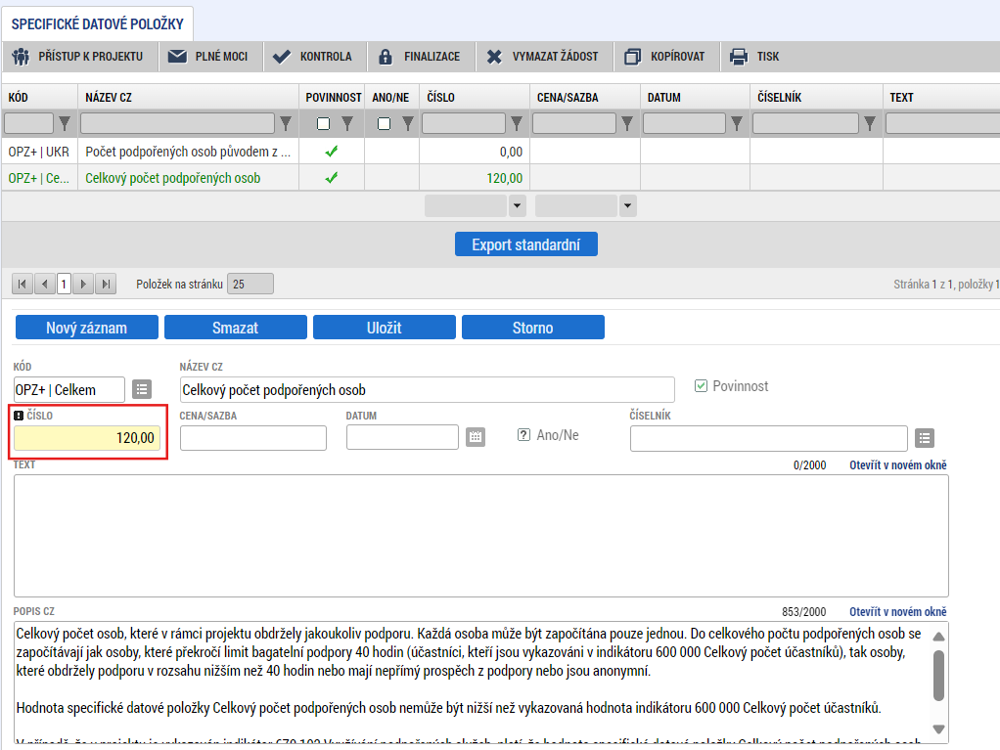 SPECIFICKÉ DATOVÉ POLOŽKY
PŘÍSTUP K PROJEKTU PLNÉ MOCI KONTROLA FINALIZACE VYMAZAT ŽÁDOST KOPÍROVAT TISK
KÓD NÁZEV CZ POVINNOST ANO/NE ČÍSLO CENA/SAZBA DATUM ČÍSELNÍK TEXT
OPZ+ | UKR Počet podpořených osob původem z ... 0,00
OPZ+ | Ce... Celkový počet podpořených osob 120,00
Export standardní
1 Položek na stránku 25 Stránka 1 z 1, položky 1
Nový záznam Smazat Uložit Storno
KÓD NÁZEV CZ
OPZ+ | Celkem Celkový počet podpořených osob Povinnost
ČÍSLO CENA/SAZBA DATUM Ano/Ne ČÍSELNÍK
120,00
TEXT 0/2000 Otevřít v novém okně
POPIS CZ 853/2000 Otevřít v novém okně
Celkový počet osob, které v rámci projektu obdržely jakoukoliv podporu. Každá osoba může být započítána pouze jednou. Do celkového počtu podpořených osob se
započítávají jak osoby, které překročí limit bagatelní podpory 40 hodin (účastníci, kteří jsou vykazováni v indikátoru 600 000 Celkový počet účastníků), tak osoby,
které obdržely podporu v rozsahu nižším než 40 hodin nebo mají nepřímý prospěch z podpory nebo jsou anonymní.
Hodnota specifické datové položky Celkový počet podpořených osob nemůže být nižší než vykazovaná hodnota indikátoru 600 000 Celkový počet účastníků.
V případě, že v projektu je vykazován indikátor 670 102 Využívání podpořených služeb, platí, že hodnota specifické datové položky Celkový počet podpořených osob